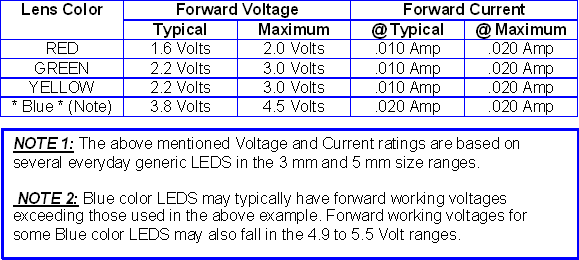 Lens Color Forward Voltage Forward Current
Typical Maximum @ Typical @ Maximum
RED 1.6 Volts 2.0 Volts .010 Amp .020 Amp
GREEN 2.2 Volts 3.0 Volts .010 Amp .020 Amp
YELLOW 2.2 Volts 3.0 Volts .010 Amp .020 Amp
* Blue * (Note) 3.8 Volts 4.5 Volts .020 Amp .020 Amp
NOTE 1: The above mentioned Voltage and Current ratings are based on
several everyday generic LEDS in the 3 mm and 5 mm size ranges.
NOTE 2: Blue color LEDS may typically have forward working voltages
exceeding those used in the above example. Forward working voltages for
some Blue color LEDS may also fall in the 4.9 to 5.5 Volt ranges.